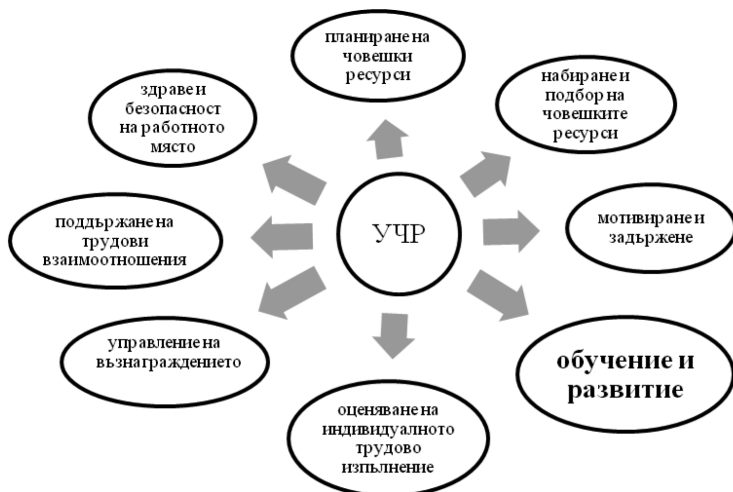 планиране на
човешки
ресурси
набиране и
подбор на
човешките
ресурси
мотивиране и
задържене
обучение и
развитие
оценяване на
индивидуалното
трудово
изпълнение
управление на
възнаграждението
поддържане на
трудови
взаимоотношения
здраве и
безопасност
на работното
място
УЧР